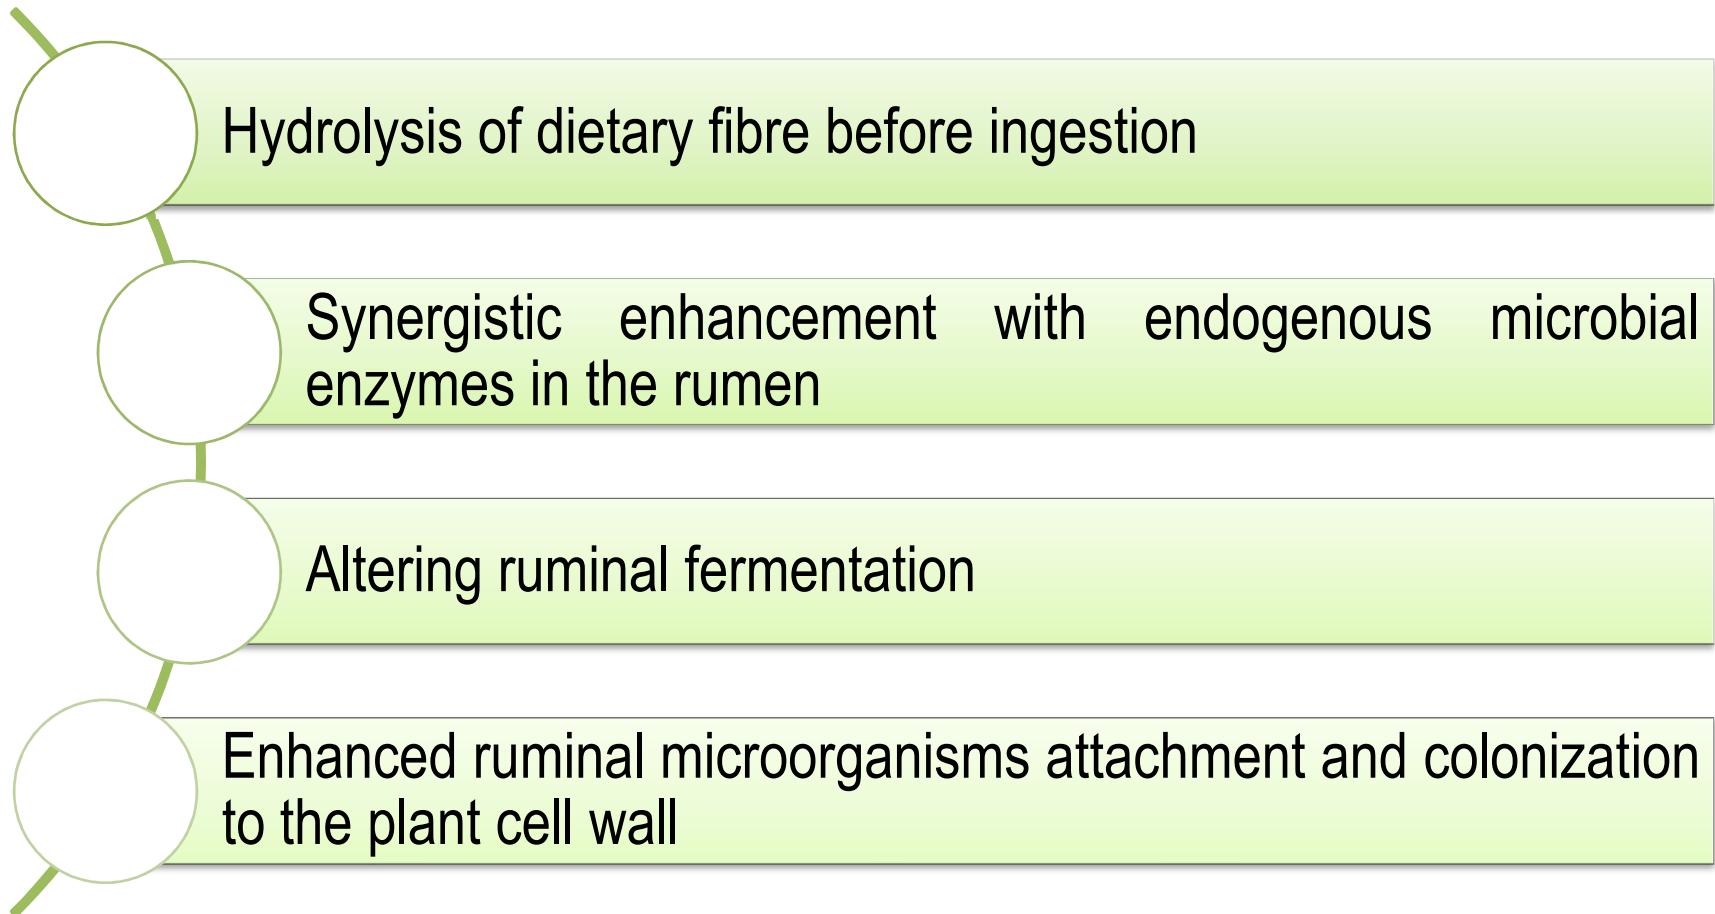 Hydrolysis of dietary fibre before ingestion
Synergistic enhancement with endogenous microbial
enzymes in the rumen
Altering ruminal fermentation
Enhanced ruminal microorganisms attachment and colonization
to the plant cell wall